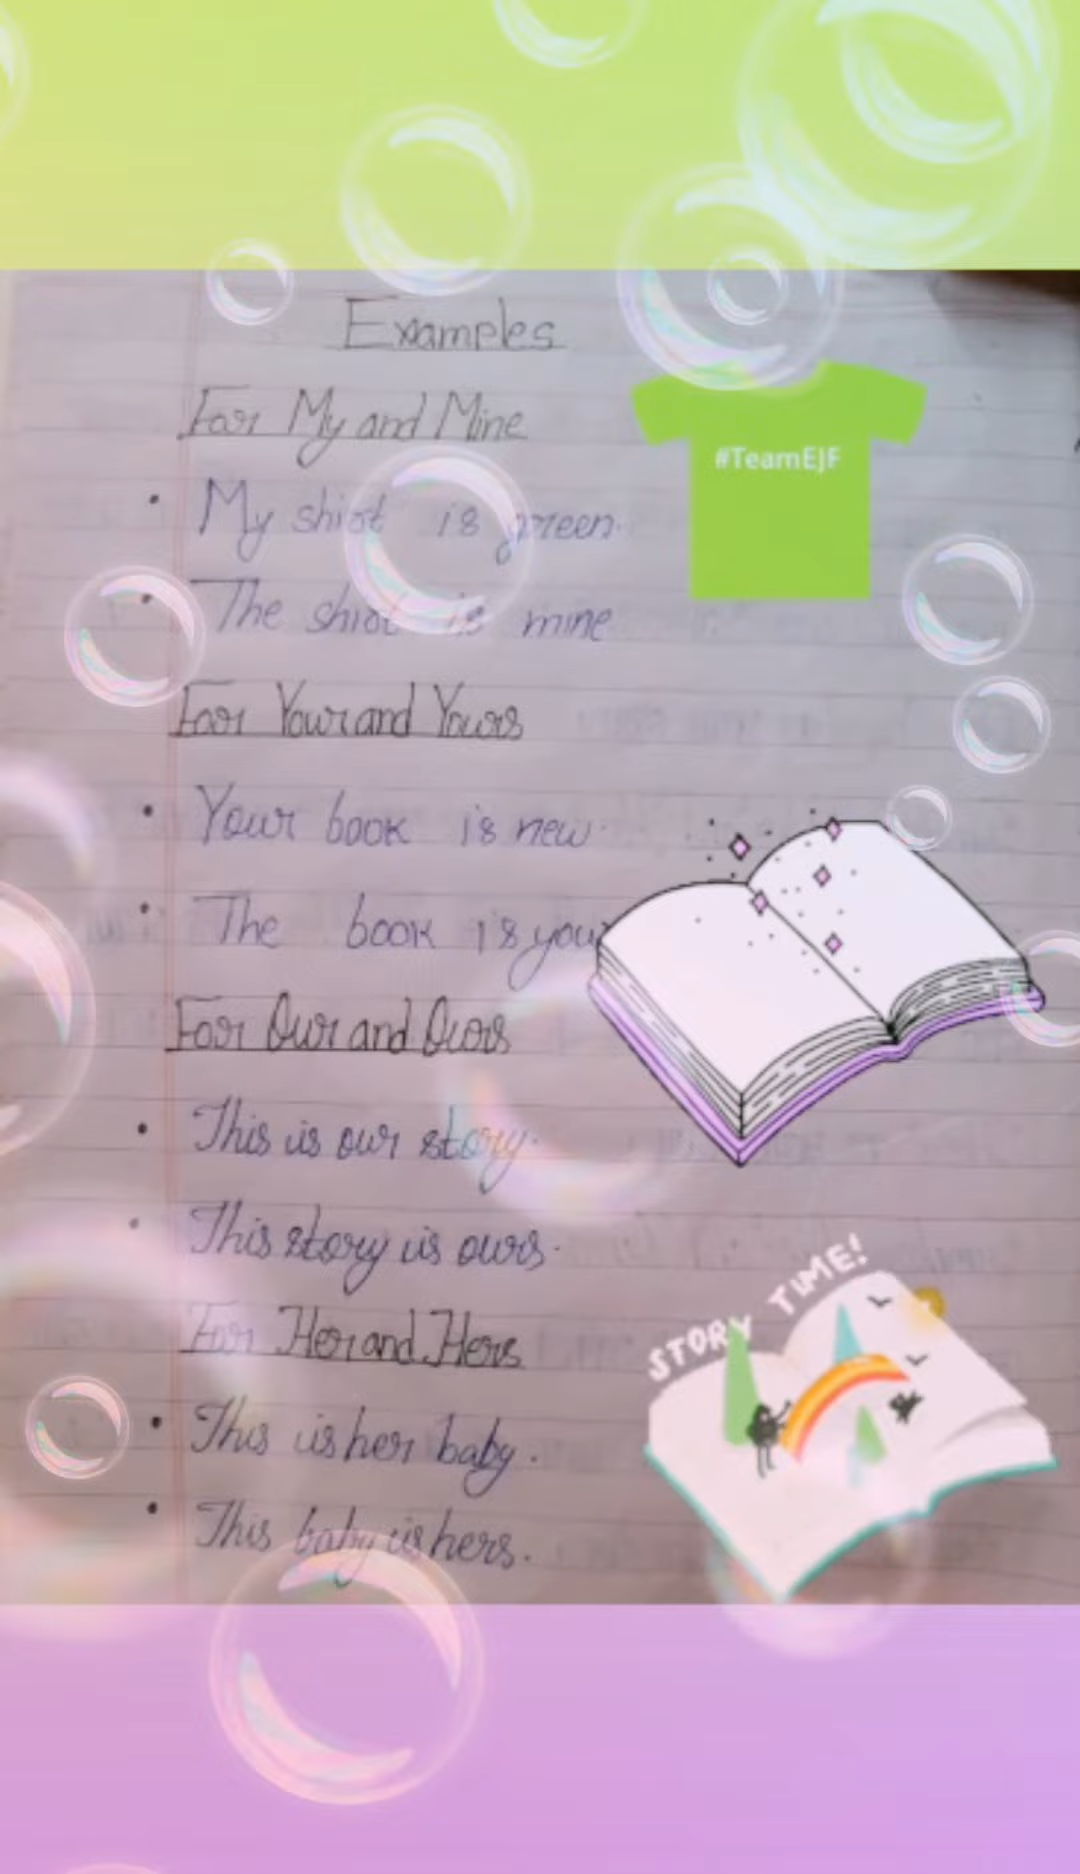 Examples
For My and Mine
My shirt is green.
#TeamEJF
The shirt is mine
For Your and Yours
Your book is new.
The book is your
For Our and Ours
This is our story.
This story is ours.
STORY TIME!
For Her and Hers
This is her baby.
This baby is hers.